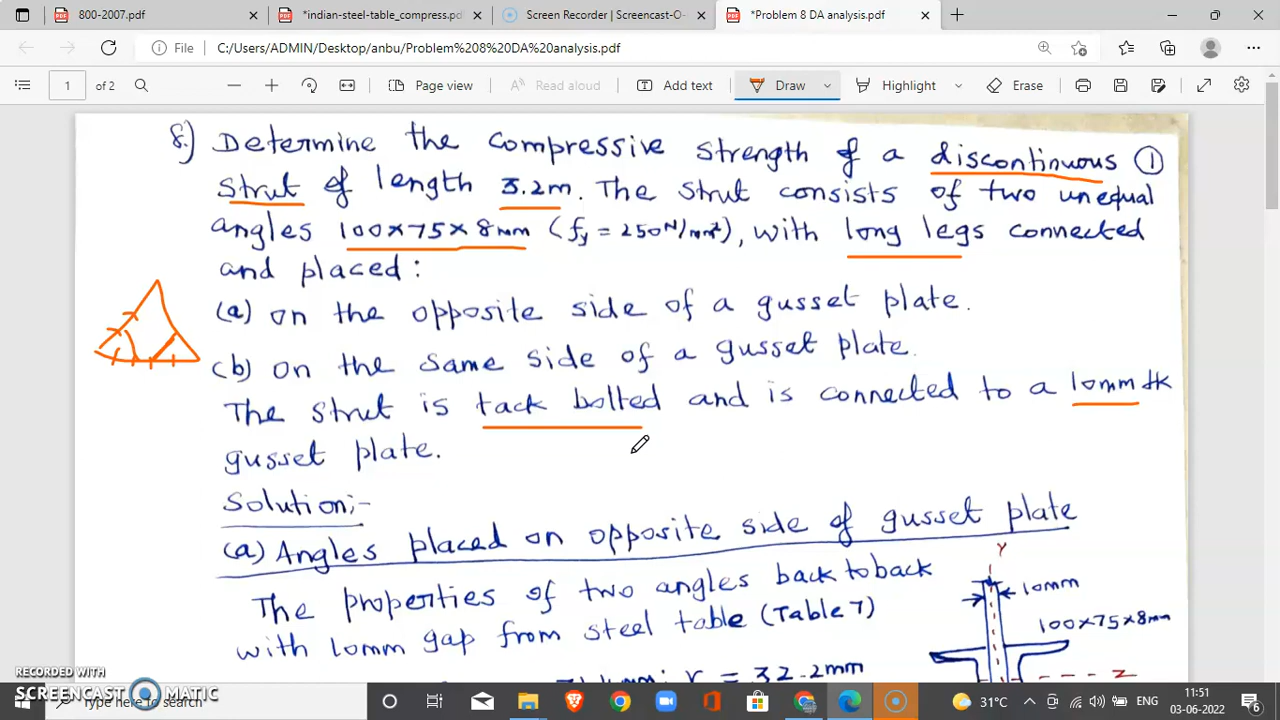 800-2007.pdf
*indian-steel-table_compress.pdf
Screen Recorder | Screencast-O-
*Problem 8 DA analysis.pdf
File C:/Users/ADMIN/Desktop/anbu/Problem%208%20DA%20analysis.pdf
1 of 2 Page view Read aloud Add text Draw Highlight Erase
8.) Determine the compressive strength of a discontinuous ①
strut of length 3.2m. The strut consists of two unequal
angles 100×75×8mm (fy = 250N/mm²), with long legs connected
and placed:
(a) on the opposite side of a gusset plate.
(b) on the same side of a gusset plate.
The strut is tack bolted and is connected to a 10mm tk
gusset plate.
Solution:-
(a) Angles placed on opposite side of gusset plate
The properties of two angles back to back
with 10mm gap from steel table (Table 7)
r = 32.2mm
Y
10mm
100×75×8mm
Z
RECORDED WITH
SCREENCAST MATIC
Type here to search
31°C ENG 11:51
03-06-2022
6